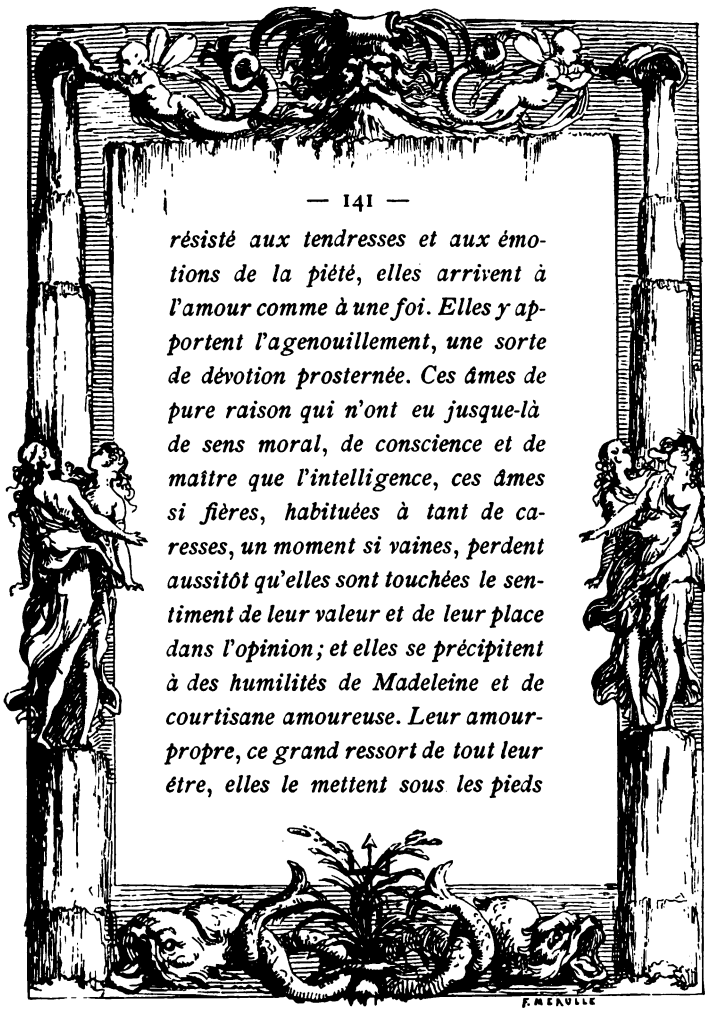 — 141 —
résisté aux tendresses et aux émo-
tions de la piété, elles arrivent à
l'amour comme à une foi. Elles y ap-
portent l'agenouillement, une sorte
de dévotion prosternée. Ces âmes de
pure raison qui n'ont eu jusque-là
de sens moral, de conscience et de
maître que l'intelligence, ces âmes
si fières, habituées à tant de ca-
resses, un moment si vaines, perdent
aussitôt qu'elles sont touchées le sen-
timent de leur valeur et de leur place
dans l'opinion ; et elles se précipitent
à des humilités de Madeleine et de
courtisane amoureuse. Leur amour-
propre, ce grand ressort de tout leur
être, elles le mettent sous les pieds
F. MEAULLE